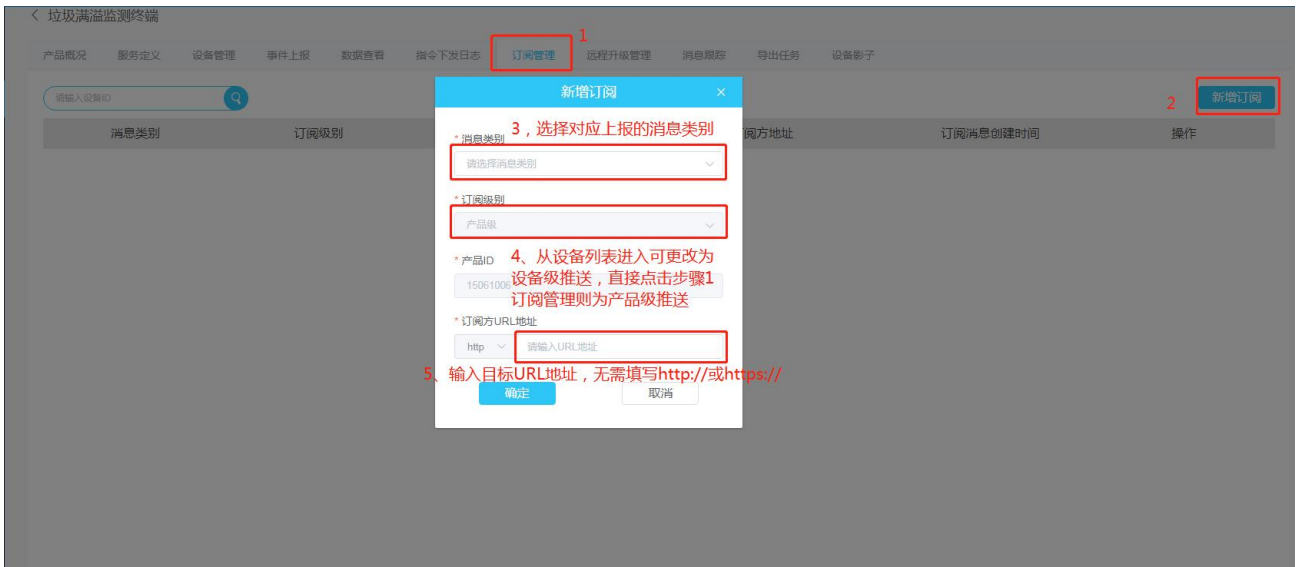 垃圾满溢监测终端
1
产品概况 服务定义 设备管理 事件上报 数据查看 指令下发日志 订阅管理 远程升级管理 消息跟踪 导出任务 设备影子
请输入设备ID
新增订阅
2
新增订阅
消息类别 订阅级别 阅方地址 订阅消息创建时间 操作
3，选择对应上报的消息类别
* 消息类别
请选择消息类别
* 订阅级别
产品级
4、从设备列表进入可更改为
* 产品ID
设备级推送，直接点击步骤1
15061006
订阅管理则为产品级推送
* 订阅方URL地址
http 请输入URL地址
5、输入目标URL地址，无需填写http://或https://
确定 取消